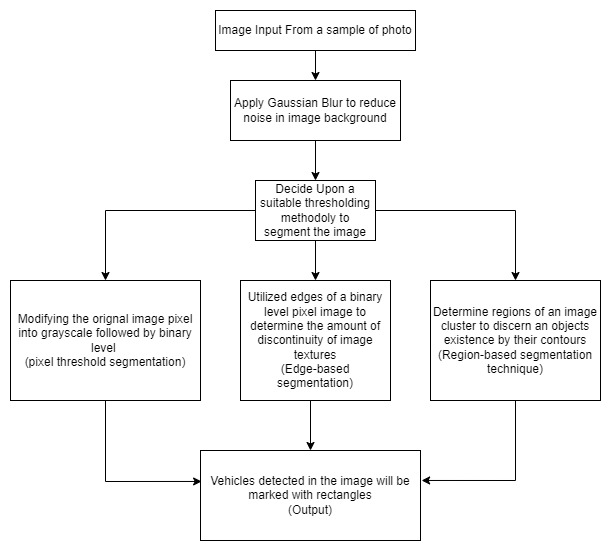 Image Input From a sample of photo
Apply Gaussian Blur to reduce
noise in image background
Decide Upon a
suitable thresholding
methodoly to
segment the image
Modifying the orignal image pixel
into grayscale followed by binary
level
(pixel threshold segmentation)
Utilized edges of a binary
level pixel image to
determine the amount of
discontinuity of image
textures
(Edge-based
segmentation)
Determine regions of an image
cluster to discern an objects
existence by their contours
(Region-based segmentation
technique)
Vehicles detected in the image will be
marked with rectangles
(Output)